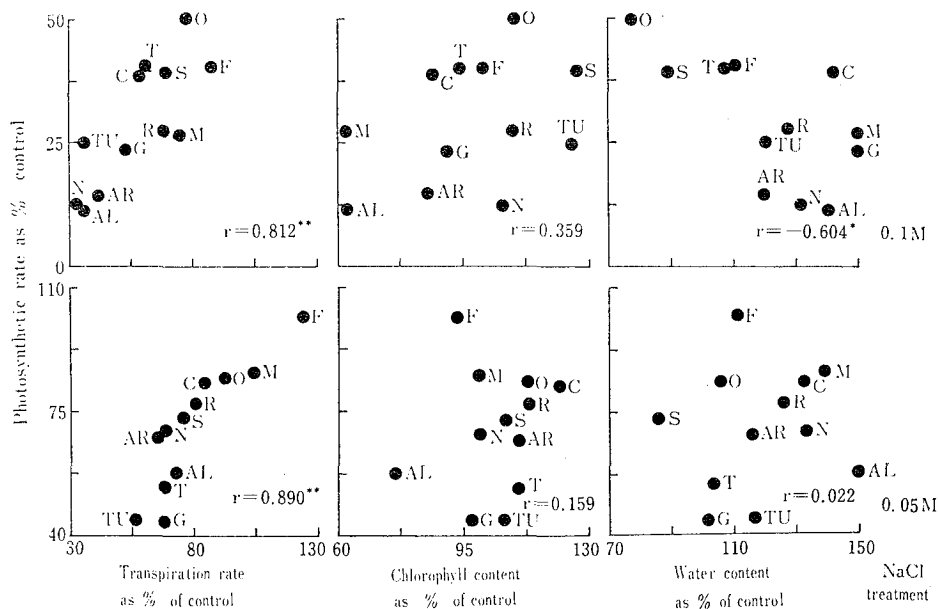 Photosynthetic rate as % control
50
25
0
O
T
C
S
F
R
M
TU
G
N
AR
AL
r=0.812**
O
T
F
C
S
M
R
TU
G
AR
AL
N
r=0.359
O
S
T
F
C
R
M
TU
G
AR
N
AL
r=-0.604*
0.1M
110
75
40
F
M
C
O
R
S
AR
N
AL
T
TU
G
r=0.890**
F
M
O
C
R
S
N
AR
AL
T
r=0.159
G
TU
F
M
O
C
R
S
AR
N
AL
T
r=0.022
G
TU
0.05M
30
80
130
60
95
130
70
110
150
Transpiration rate
as % of control
Chlorophyll content
as % of control
Water content
as % of control
NaCl
treatment